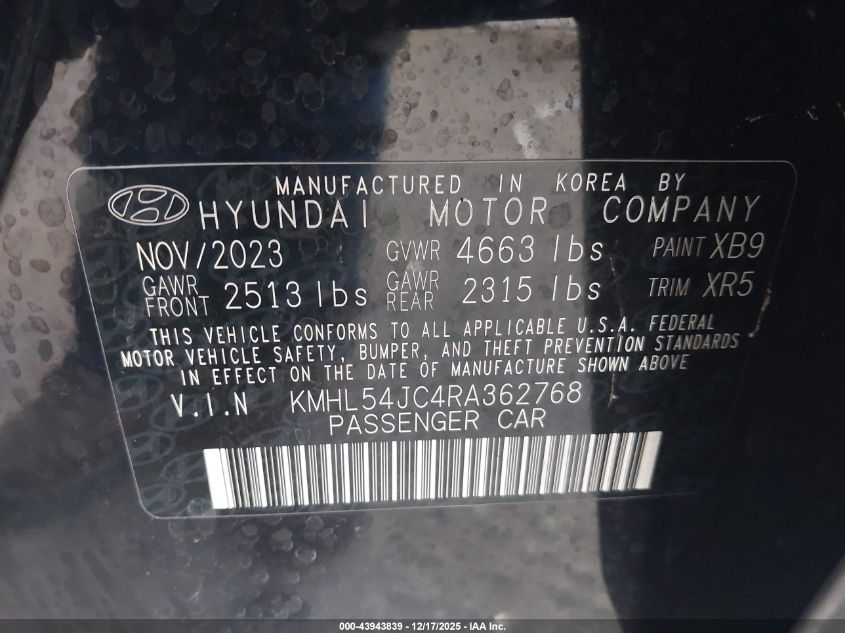 MANUFACTURED IN KOREA BY
HYUNDAI MOTOR COMPANY
NOV/2023 GVWR 4663 lbs PAINT XB9
GAWR FRONT 2513 lbs GAWR REAR 2315 lbs TRIM XR5
THIS VEHICLE CONFORMS TO ALL APPLICABLE U.S.A. FEDERAL
MOTOR VEHICLE SAFETY, BUMPER, AND THEFT PREVENTION STANDARDS
IN EFFECT ON THE DATE OF MANUFACTURE SHOWN ABOVE
V.I.N KMHL54JC4RA362768
PASSENGER CAR
000-43943839 - 12/17/2025 - IAA Inc.